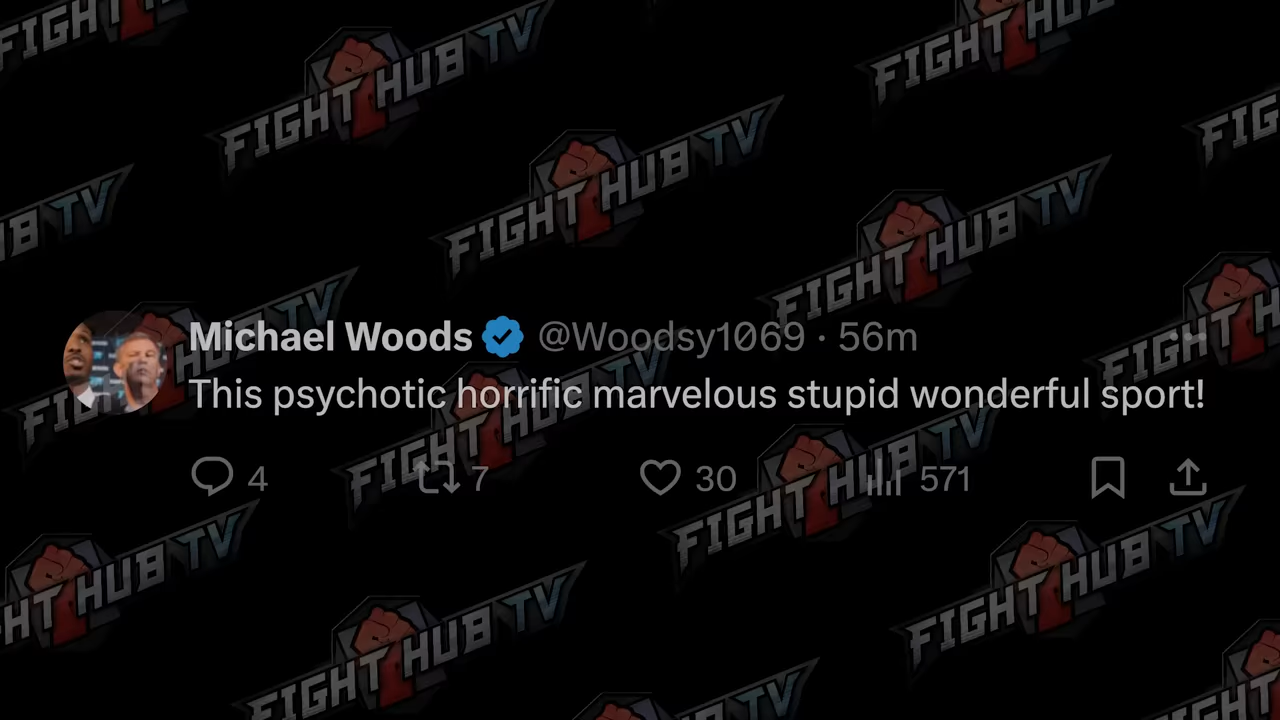 FIGHT HUB TV
Michael Woods @Woodsy1069 · 56m
This psychotic horrific marvelous stupid wonderful sport!
4 7 30 571